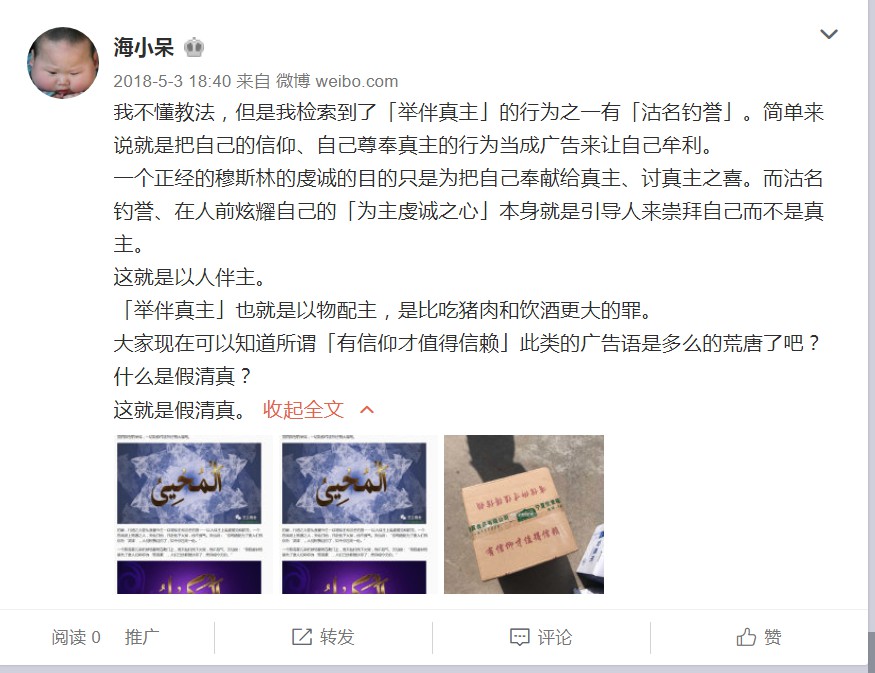 海小呆
2018-5-3 18:40 来自 微博 weibo.com
我不懂教法，但是我检索到了「举伴真主」的行为之一有「沽名钓誉」。简单来
说就是把自己的信仰、自己尊奉真主的行为当成广告来让自己牟利。
一个正经的穆斯林的虔诚的目的只是为把自己奉献给真主、讨真主之喜。而沽名
钓誉、在人前炫耀自己的「为主虔诚之心」本身就是引导人来崇拜自己而不是真
主。
这就是以人伴主。
「举伴真主」也就是以物配主，是比吃猪肉和饮酒更大的罪。
大家现在可以知道所谓「有信仰才值得信赖」此类的广告语是多么的荒唐了吧？
什么是假清真？
这就是假清真。 收起全文
المُحْيِي
المُحْيِي
有信仰才值得信赖
有信仰才值得信赖
阅读 0 推广 转发 评论 赞